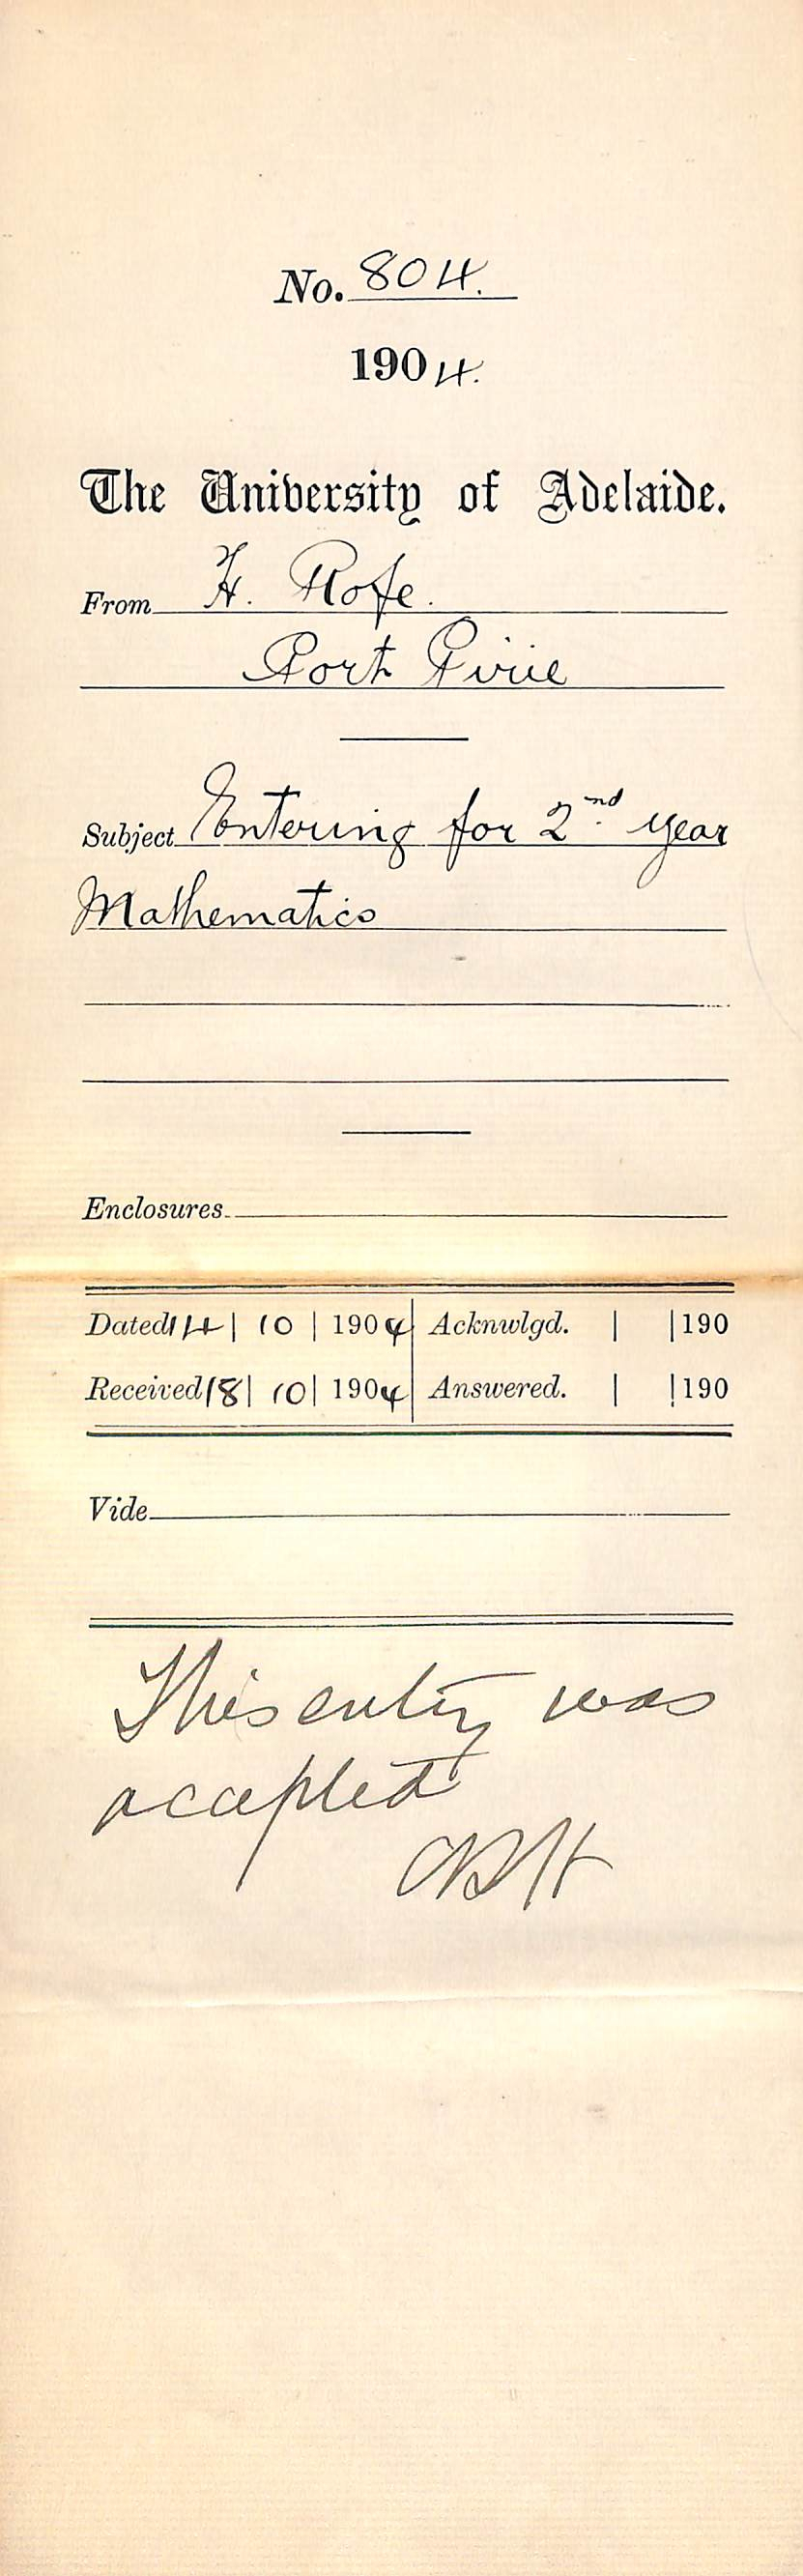 No. 804.
1904.
The University of Adelaide.
From H. Rofe.
Port Pirie
Subject Entering for 2nd year
Mathematics
Enclosures
Dated 14 | 10 | 1904 Acknwlgd. | | 190
Received 18 | 10 | 1904 Answered. | | 190
Vide
This entry was
accepted